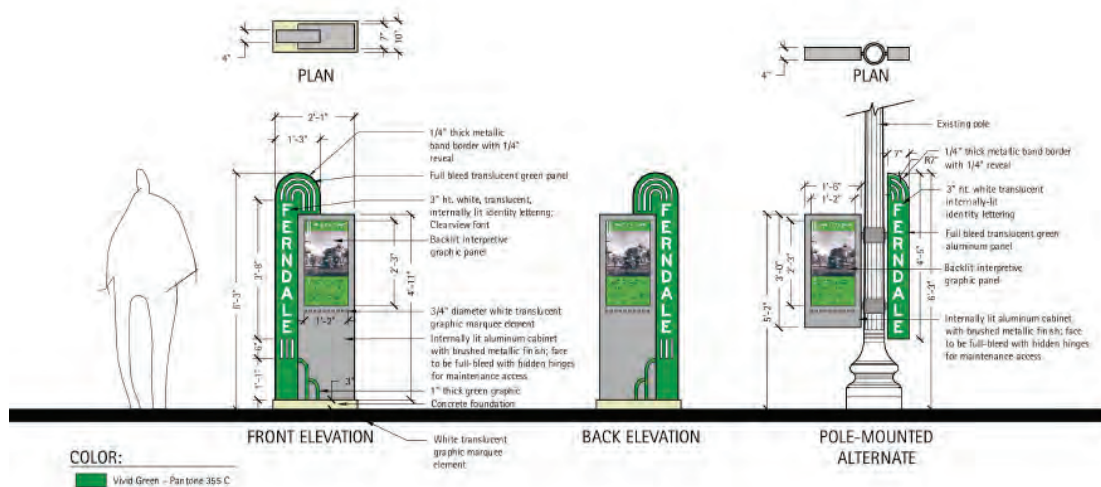 4"
7"
10"
PLAN
4"
PLAN
2'-1"
1'-3"
1/4" thick metallic
band border with 1/4"
reveal
Full bleed translucent green panel
3" ht. white, translucent,
internally lit identity lettering;
Clearview font
Backlit interpretive
graphic panel
3/4" diameter white translucent
graphic marquee element
Internally lit aluminum cabinet
with brushed metallic finish; face
to be full-bleed with hidden hinges
for maintenance access
1" thick green graphic
Concrete foundation
White translucent
graphic marquee
element
FERNDALE
3'-8"
6"
1'-1"
2'-3"
4'-11"
1'-2"
3"
FRONT ELEVATION
FERNDALE
BACK ELEVATION
Existing pole
7"
R7"
1/4" thick metallic band border
with 1/4" reveal
3" ht. white translucent
internally-lit
identity lettering
Full bleed translucent green
aluminum panel
Backlit interpretive
graphic panel
Internally lit aluminum cabinet
with brushed metallic finish; face
to be full-bleed with hidden hinges
for maintenance access
1'-6"
1'-2"
3'-0"
2'-3"
5'-2"
4'-5"
6'-3"
FERNDALE
POLE-MOUNTED
ALTERNATE
COLOR:
Vivid Green - Pantone 355 C